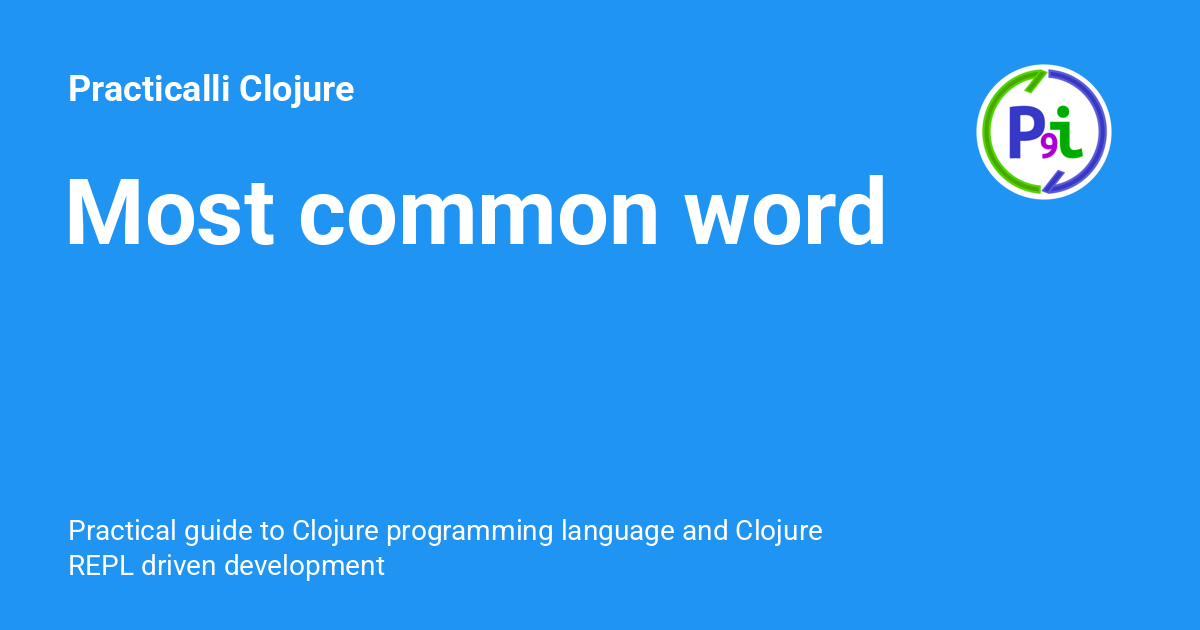 Practicalli Clojure
P9i
Most common word
Practical guide to Clojure programming language and Clojure
REPL driven development